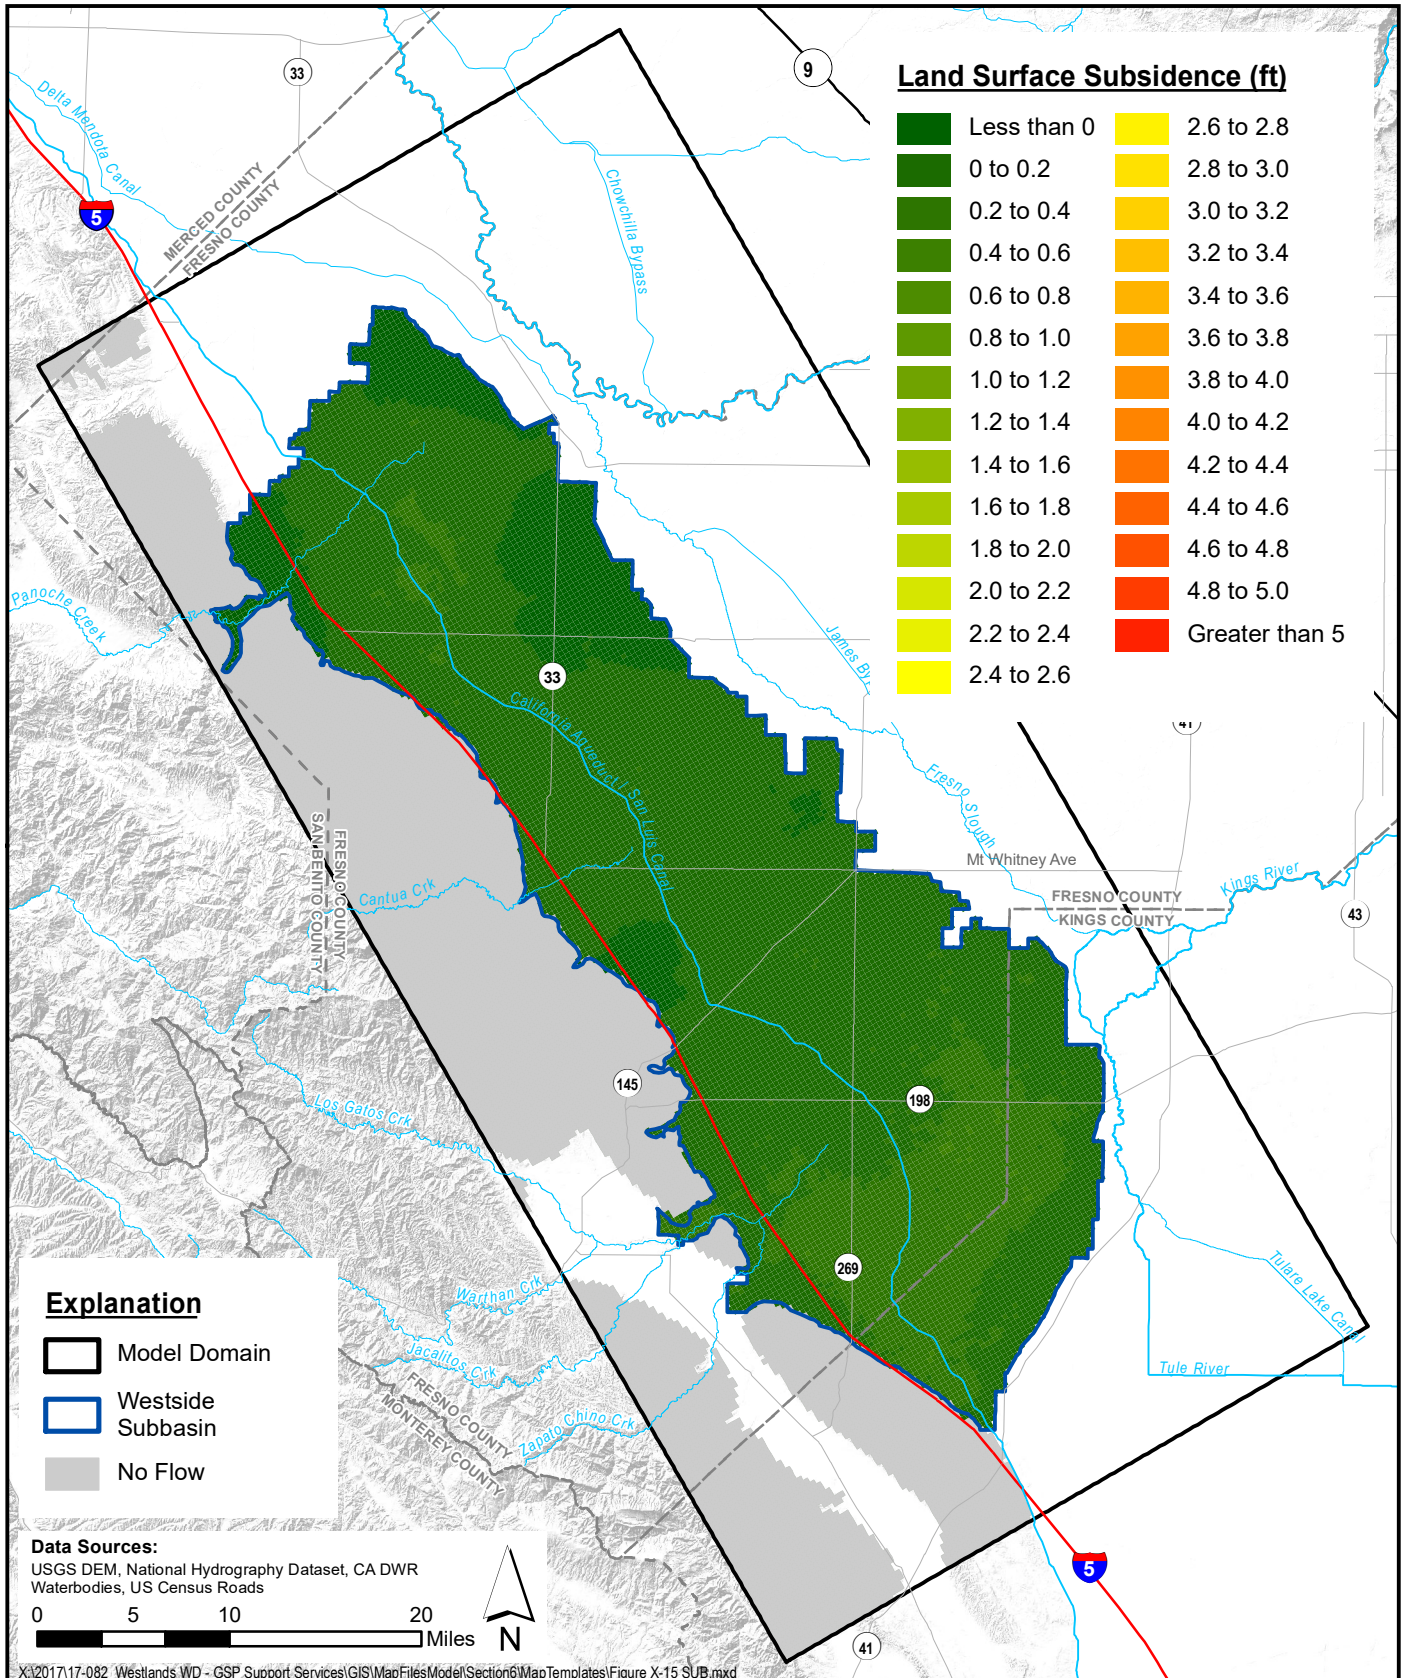 33
9
Delta Mendota Canal
5
MERCED COUNTY
FRESNO COUNTY
Chowchilla Bypass
Land Surface Subsidence (ft)
Less than 0
0 to 0.2
0.2 to 0.4
0.4 to 0.6
0.6 to 0.8
0.8 to 1.0
1.0 to 1.2
1.2 to 1.4
1.4 to 1.6
1.6 to 1.8
1.8 to 2.0
2.0 to 2.2
2.2 to 2.4
2.4 to 2.6
2.6 to 2.8
2.8 to 3.0
3.0 to 3.2
3.2 to 3.4
3.4 to 3.6
3.6 to 3.8
3.8 to 4.0
4.0 to 4.2
4.2 to 4.4
4.4 to 4.6
4.6 to 4.8
4.8 to 5.0
Greater than 5
Panoche Creek
James By
33
California Aqueduct / San Luis Canal
41
Fresno Slough
SAN BENITO COUNTY
FRESNO COUNTY
Mt Whitney Ave
Cantua Crk
FRESNO COUNTY
KINGS COUNTY
Kings River
43
145
198
Los Gatos Crk
269
Warthan Crk
Jacalitos Crk
Zapato Chino Crk
FRESNO COUNTY
MONTEREY COUNTY
Tulare Lake Canal
Tule River
Explanation
Model Domain
Westside
Subbasin
No Flow
Data Sources:
USGS DEM, National Hydrography Dataset, CA DWR
Waterbodies, US Census Roads
0 5 10 20
Miles
N
5
41
X:\2017\17-082 Westlands WD - GSP Support Services\GIS\MapFilesModel\Section6\MapTemplates\Figure X-15 SUB.mxd